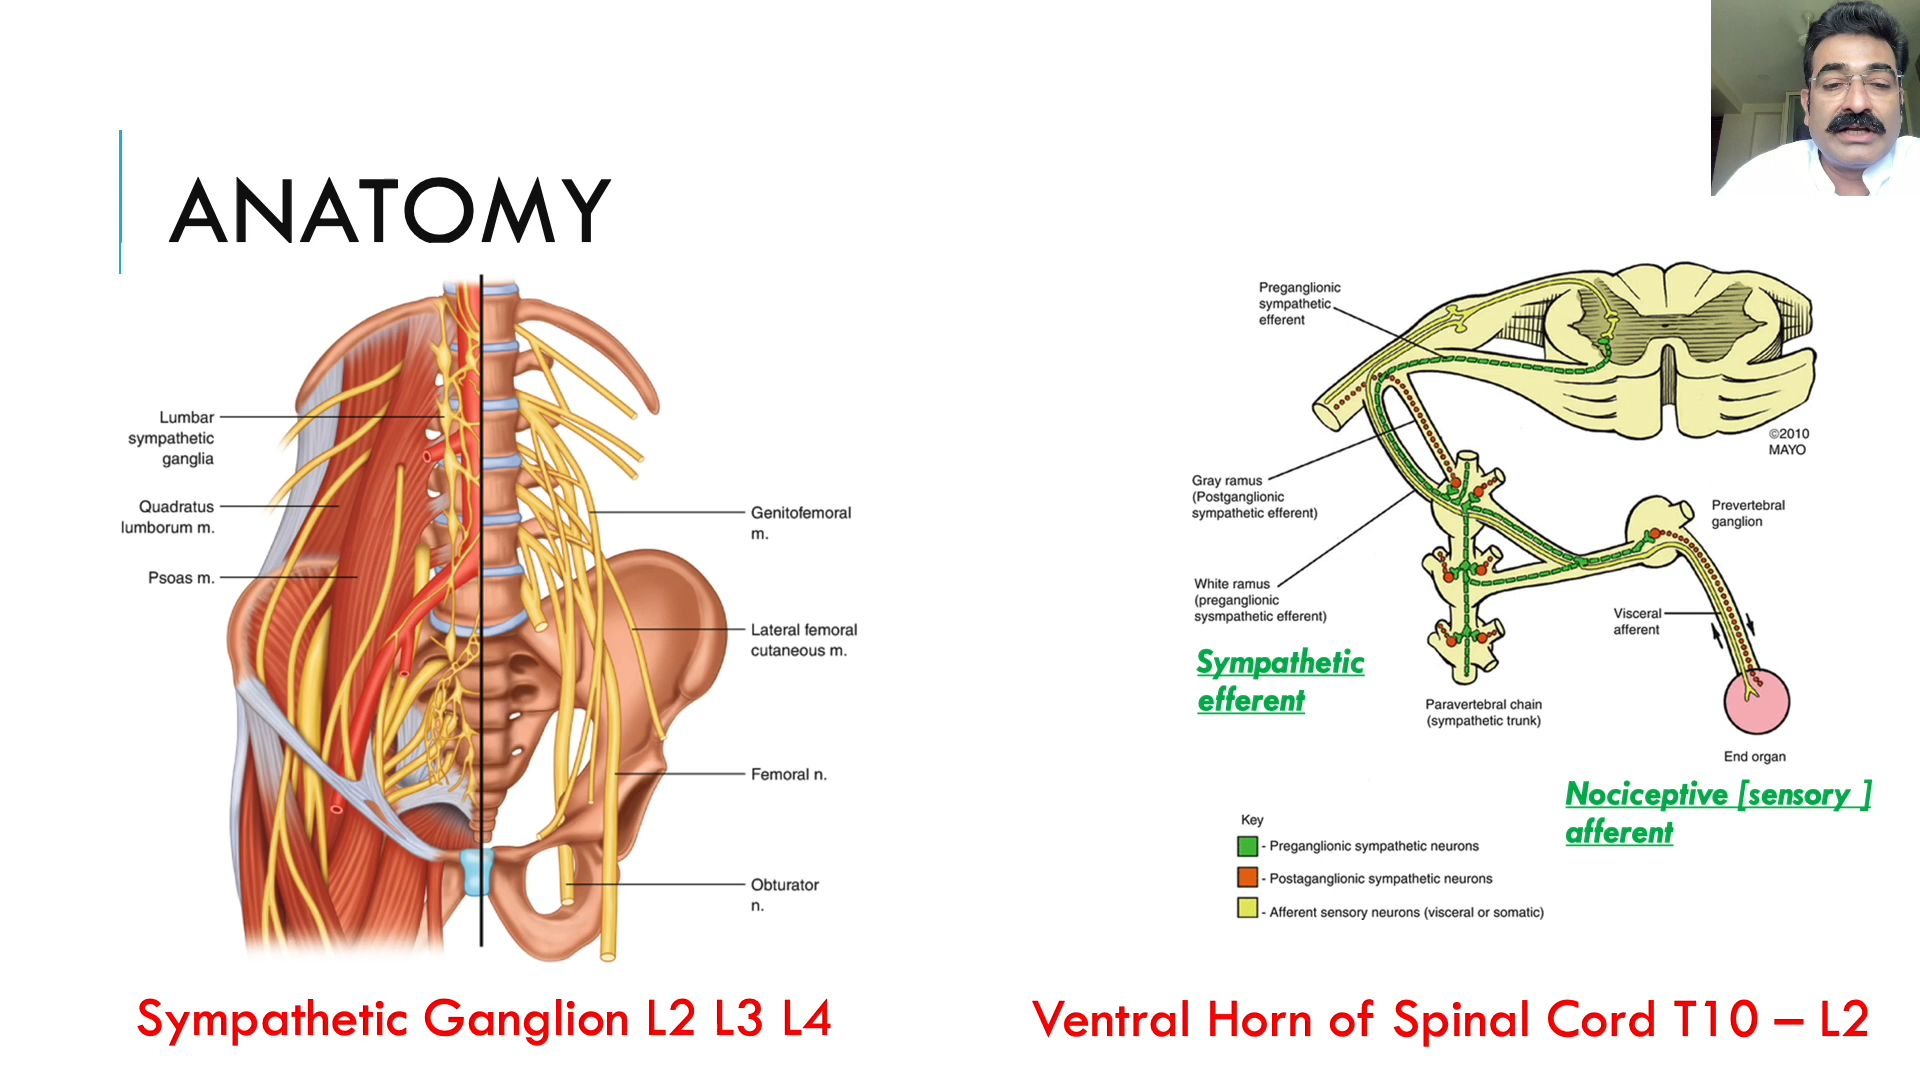 ANATOMY
Lumbar
sympathetic
ganglia
Quadratus
lumborum m.
Psoas m.
Genitofemoral
m.
Lateral femoral
cutaneous m.
Femoral n.
Obturator
n.
Sympathetic Ganglion L2 L3 L4
Preganglionic
sympathetic
efferent
©2010
MAYO
Gray ramus
(Postganglionic
sympathetic efferent)
Prevertebral
ganglion
White ramus
(preganglionic
sysmpathetic efferent)
Visceral
afferent
Sympathetic
efferent
Paravertebral chain
(sympathetic trunk)
End organ
Nociceptive [sensory ]
afferent
Key
- Preganglionic sympathetic neurons
- Postaganglionic sympathetic neurons
- Afferent sensory neurons (visceral or somatic)
Ventral Horn of Spinal Cord T10 – L2